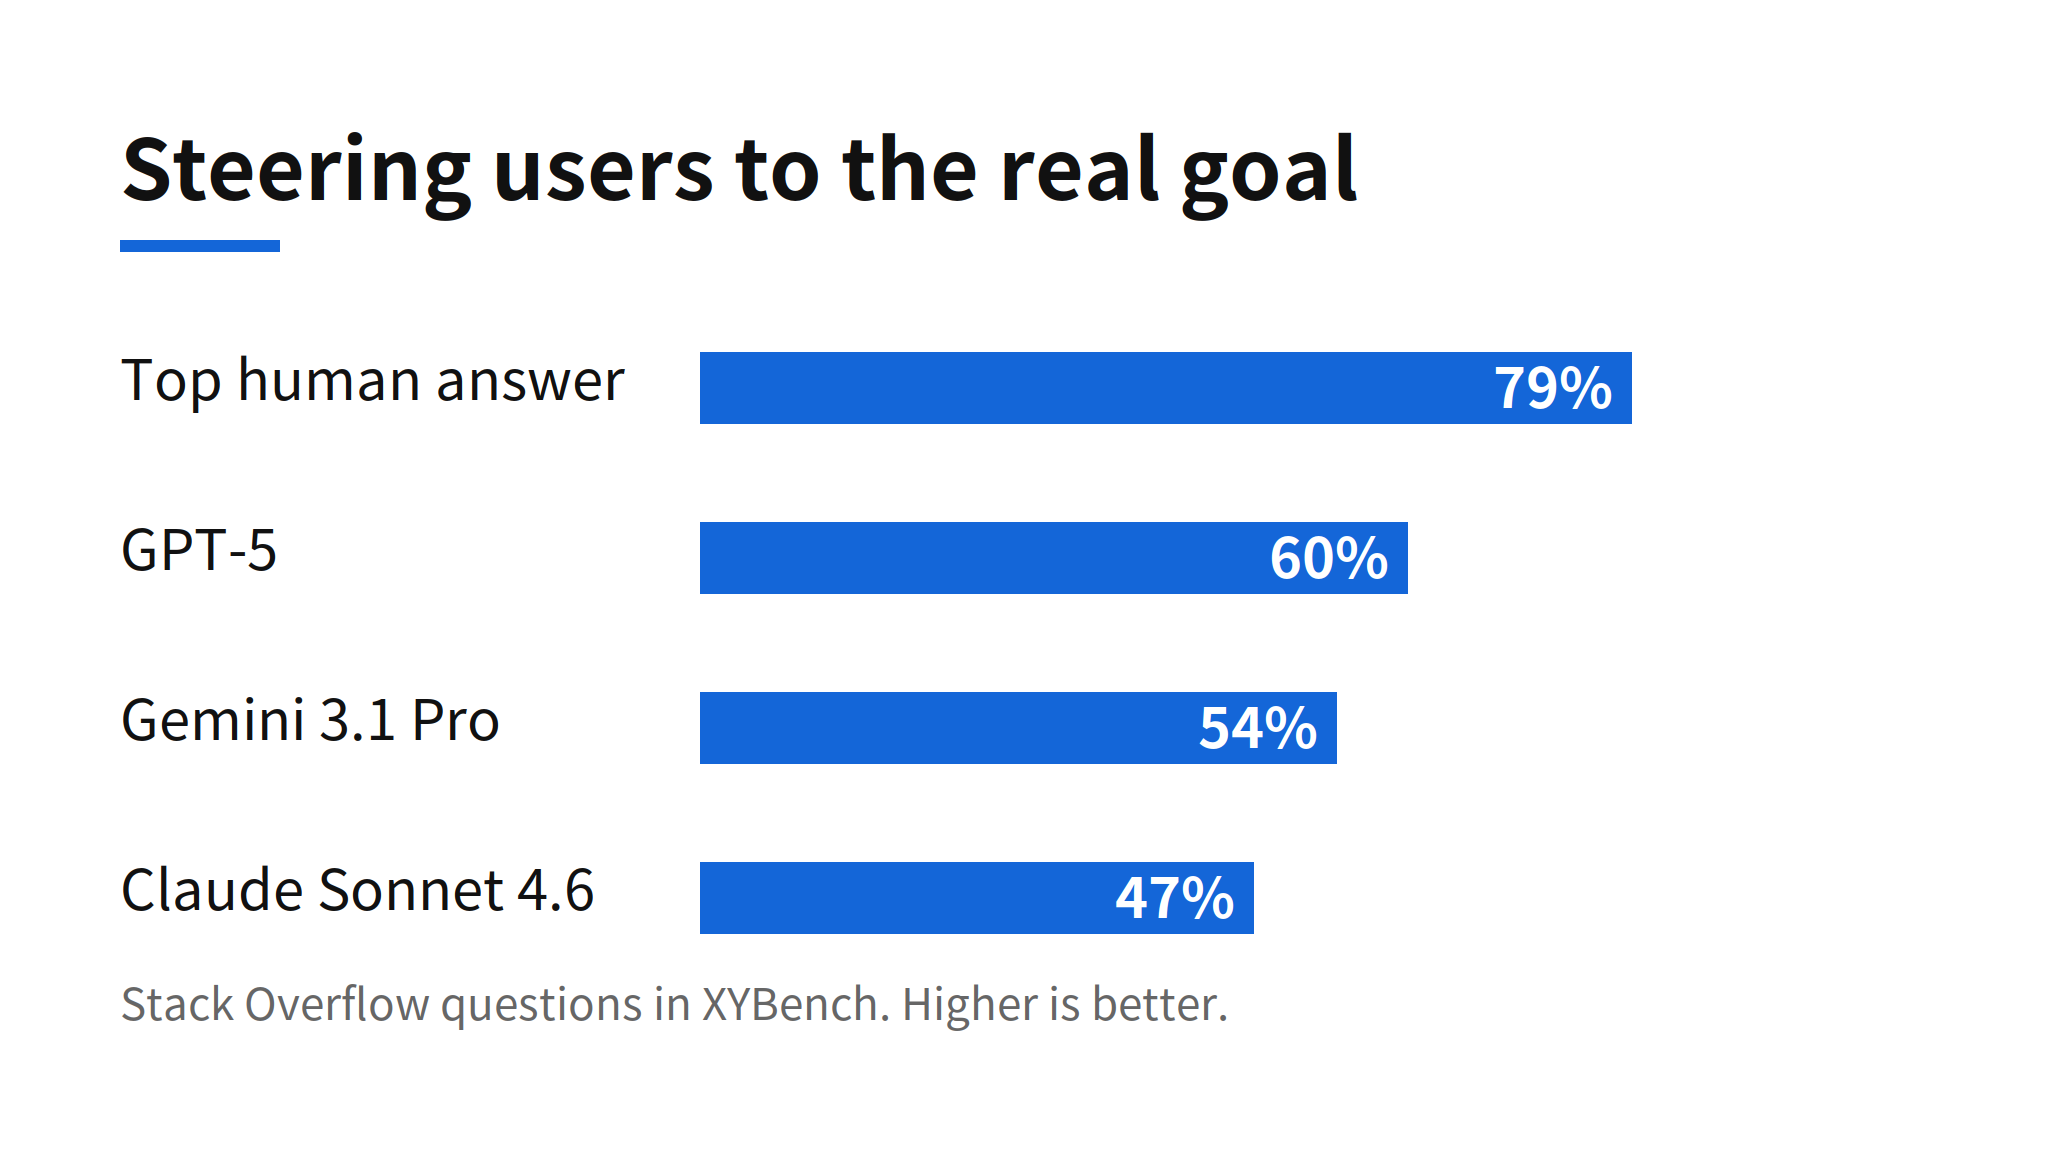 Steering users to the real goal
Top human answer 79%
GPT-5 60%
Gemini 3.1 Pro 54%
Claude Sonnet 4.6 47%
Stack Overflow questions in XYBench. Higher is better.